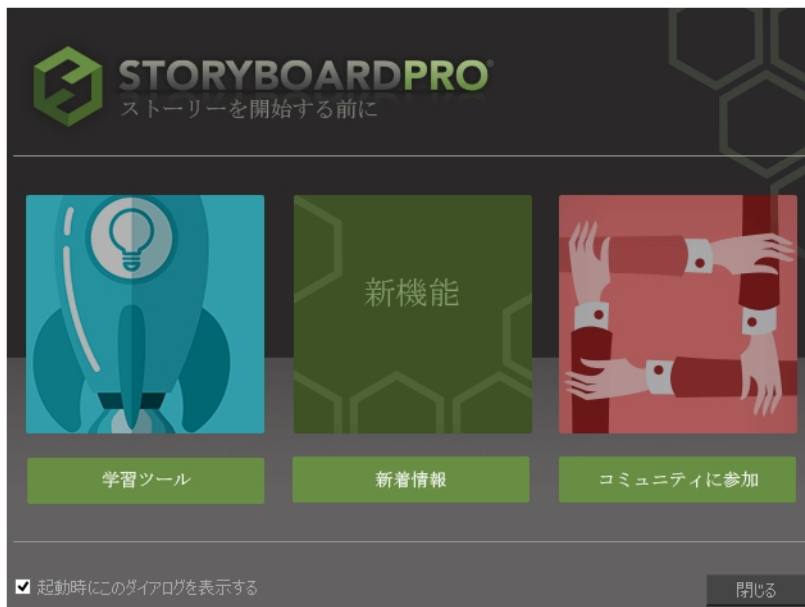 STORYBOARDPRO®
ストーリーを開始する前に
新機能
学習ツール
新着情報
コミュニティに参加
起動時にこのダイアログを表示する
閉じる